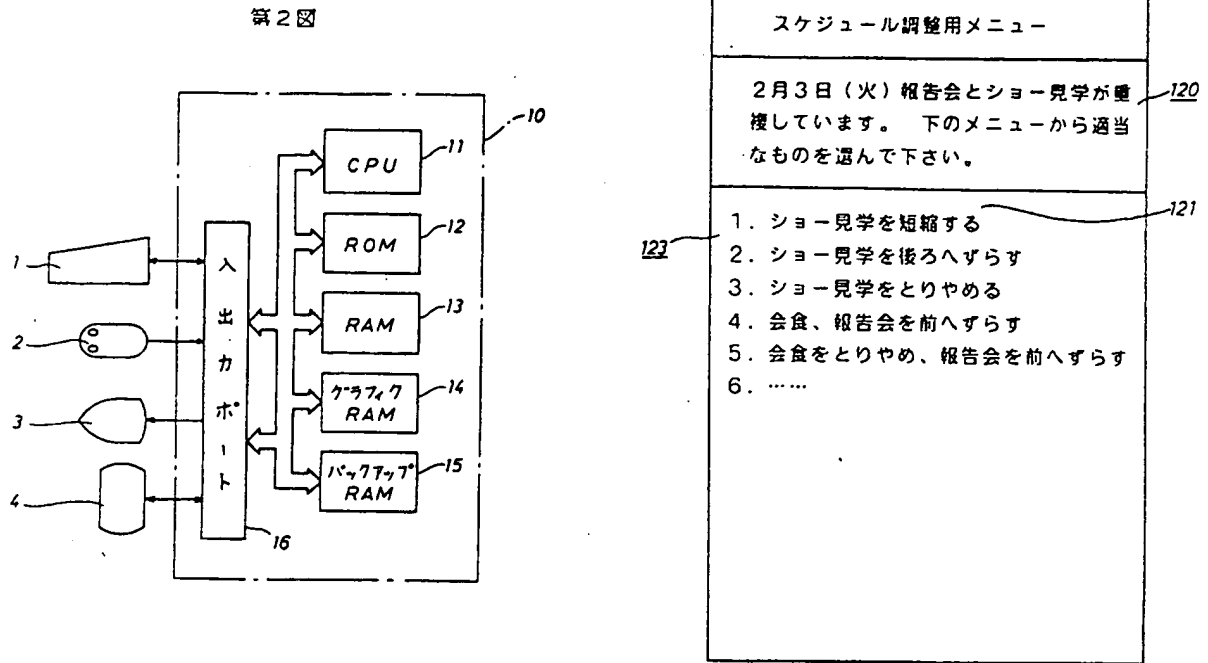 第2図
10
CPU
11
ROM
12
RAM
13
グラフィク
RAM
14
バックアップ
RAM
15
入出力ポート
16
1
2
3
4
スケジュール調整用メニュー
2月3日(火)報告会とショー見学が重
複しています。 下のメニューから適当
なものを選んで下さい。
120
1. ショー見学を短縮する
2. ショー見学を後ろへずらす
3. ショー見学をとりやめる
4. 会食、報告会を前へずらす
5. 会食をとりやめ、報告会を前へずらす
6. ……
121
123